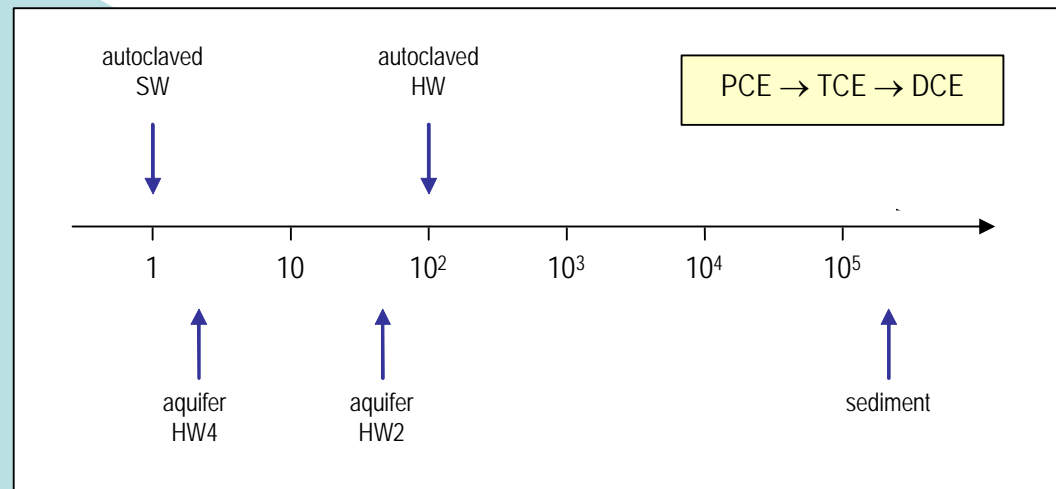 autoclaved
SW
autoclaved
HW
PCE → TCE → DCE
1
10
10²
10³
10⁴
10⁵
aquifer
HW4
aquifer
HW2
sediment